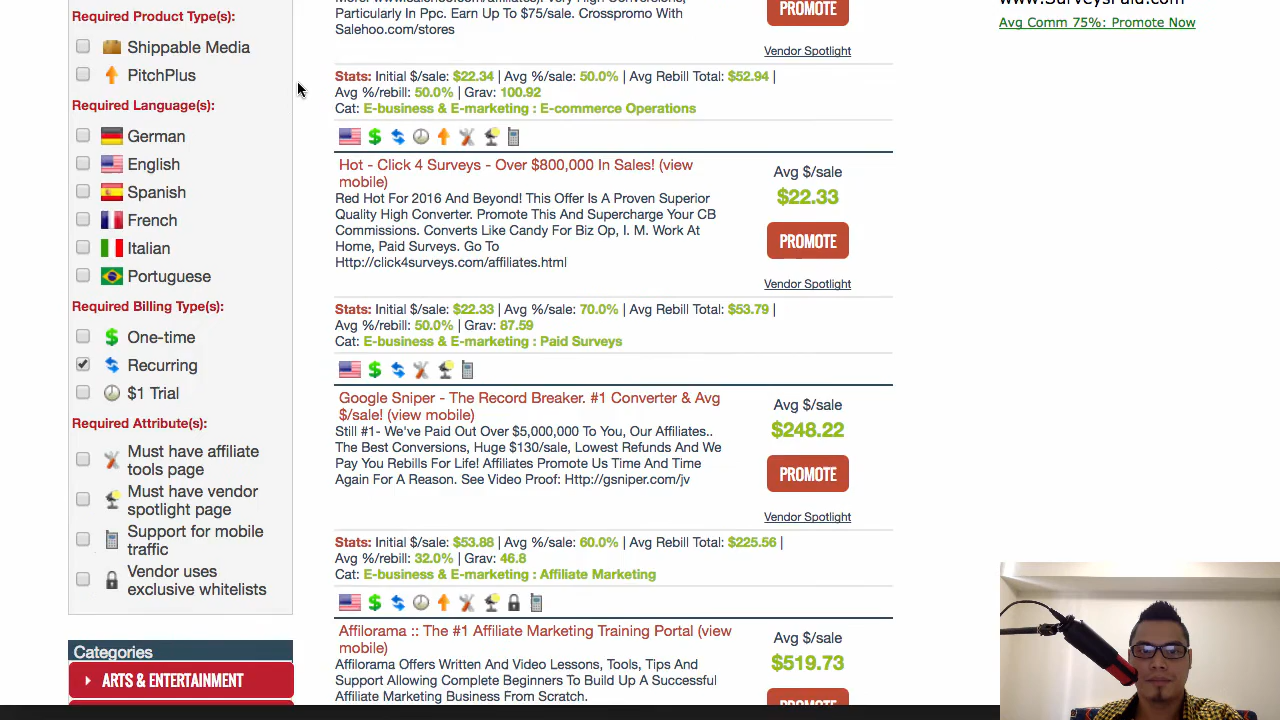 Required Product Type(s):
Shippable Media
PitchPlus
Required Language(s):
German
English
Spanish
French
Italian
Portuguese
Required Billing Type(s):
One-time
Recurring
$1 Trial
Required Attribute(s):
Must have affiliate
tools page
Must have vendor
spotlight page
Support for mobile
traffic
Vendor uses
exclusive whitelists
Categories
ARTS & ENTERTAINMENT
Particularly In Ppc. Earn Up To $75/sale. Crosspromo With
Salehoo.com/stores
PROMOTE
Vendor Spotlight
Stats: Initial $/sale: $22.34 | Avg %/sale: 50.0% | Avg Rebill Total: $52.94 |
Avg %/rebill: 50.0% | Grav: 100.92
Cat: E-business & E-marketing : E-commerce Operations
Hot - Click 4 Surveys - Over $800,000 In Sales! (view
mobile)
Red Hot For 2016 And Beyond! This Offer Is A Proven Superior
Quality High Converter. Promote This And Supercharge Your CB
Commissions. Converts Like Candy For Biz Op, I. M. Work At
Home, Paid Surveys. Go To
Http://click4surveys.com/affiliates.html
Avg $/sale
$22.33
PROMOTE
Vendor Spotlight
Stats: Initial $/sale: $22.33 | Avg %/sale: 70.0% | Avg Rebill Total: $53.79 |
Avg %/rebill: 50.0% | Grav: 87.59
Cat: E-business & E-marketing : Paid Surveys
Google Sniper - The Record Breaker. #1 Converter & Avg
$/sale! (view mobile)
Still #1- We've Paid Out Over $5,000,000 To You, Our Affiliates..
The Best Conversions, Huge $130/sale, Lowest Refunds And We
Pay You Rebills For Life! Affiliates Promote Us Time And Time
Again For A Reason. See Video Proof: Http://gsniper.com/jv
Avg $/sale
$248.22
PROMOTE
Vendor Spotlight
Stats: Initial $/sale: $53.88 | Avg %/sale: 60.0% | Avg Rebill Total: $225.56 |
Avg %/rebill: 32.0% | Grav: 46.8
Cat: E-business & E-marketing : Affiliate Marketing
Affilorama :: The #1 Affiliate Marketing Training Portal (view
mobile)
Affilorama Offers Written And Video Lessons, Tools, Tips And
Support Allowing Complete Beginners To Build Up A Successful
Affiliate Marketing Business From Scratch.
Avg $/sale
$519.73
PROMOTE
www.SurveysPaid.com
Avg Comm 75%: Promote Now